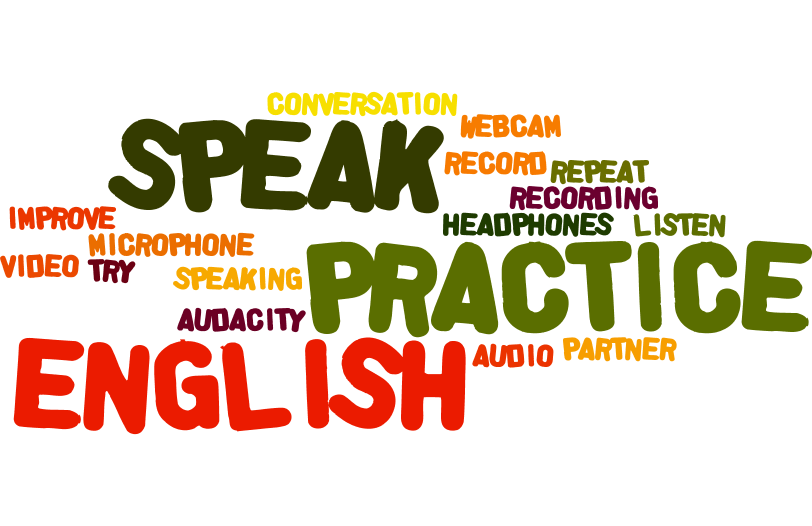 CONVERSATION
WEBCAM
SPEAK
RECORD
REPEAT
RECORDING
IMPROVE
HEADPHONES
LISTEN
MICROPHONE
VIDEO
TRY
SPEAKING
PRACTICE
AUDACITY
ENGLISH
AUDIO
PARTNER